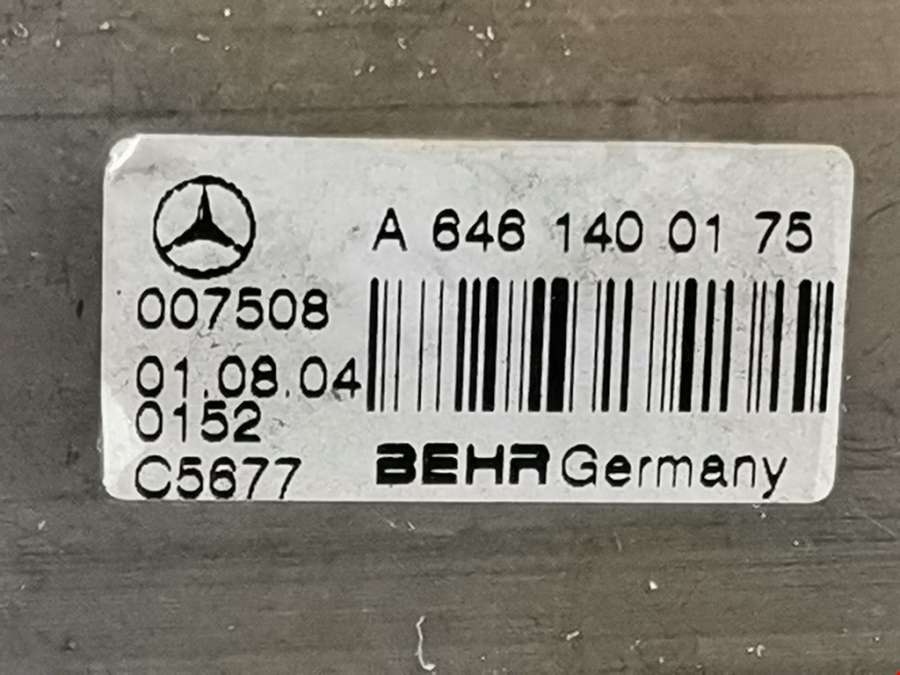 A 646 140 01 75
007508
01.08.04
0152
C5677
BEHR Germany